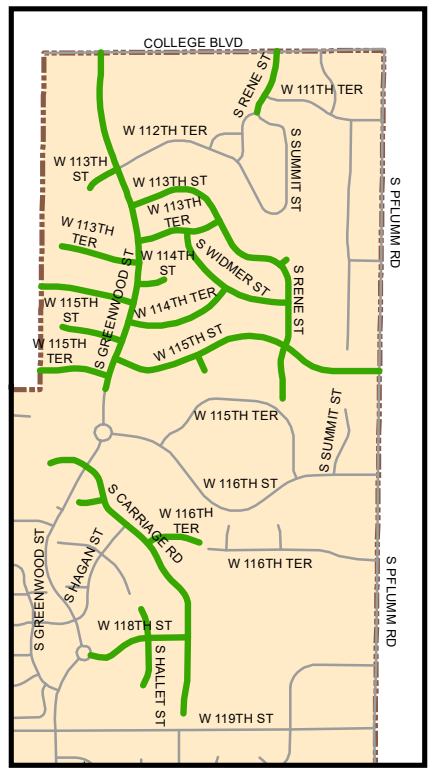 COLLEGE BLVD
S RENE ST
W 111TH TER
W 112TH TER
S SUMMIT ST
W 113TH
ST
W 113TH ST
S PFLUMM RD
W 113TH
TER
W 113TH
TER
S WIDMER ST
W 114TH
ST
S GREENWOOD ST
S RENE ST
W 115TH
ST
W 114TH TER
W 115TH ST
W 115TH
TER
S SUMMIT ST
W 115TH TER
W 116TH ST
S CARRIAGE RD
W 116TH
TER
S GREENWOOD ST
S HAGAN ST
W 116TH TER
S PFLUMM RD
W 118TH ST
S HALLET ST
W 119TH ST